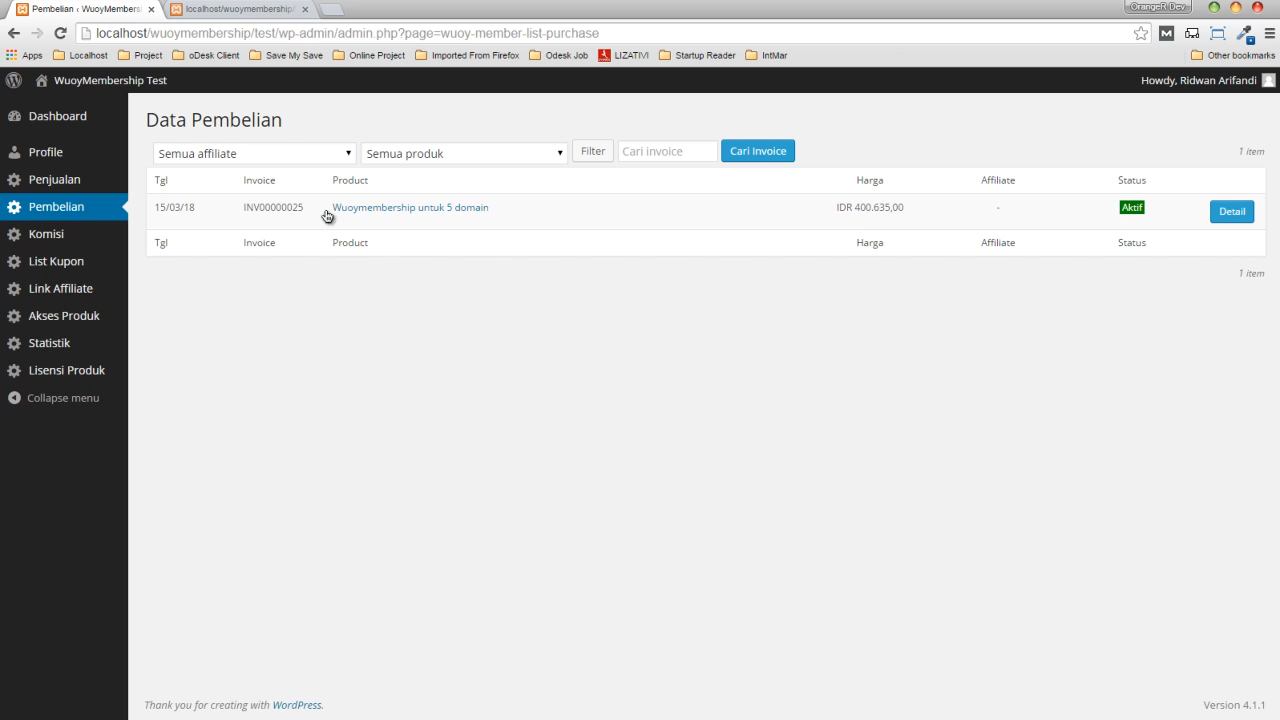 Pembelian ‹ WuoyMembersh
localhost/wuoymembership/
OrangeR Dev
localhost/wuoymembership/test/wp-admin/admin.php?page=wuoy-member-list-purchase
Apps Localhost Project oDesk Client Save My Save Online Project Imported From Firefox Odesk Job LIZATIVI Startup Reader IntMar Other bookmarks
WuoyMembership Test
Howdy, Ridwan Arifandi
Dashboard
Profile
Penjualan
Pembelian
Komisi
List Kupon
Link Affiliate
Akses Produk
Statistik
Lisensi Produk
Collapse menu
Data Pembelian
Semua affiliate Semua produk Filter Cari invoice Cari Invoice 1 item
Tgl Invoice Product Harga Affiliate Status
15/03/18 INV00000025 Wuoymembership untuk 5 domain IDR 400.635,00 - Aktif Detail
Tgl Invoice Product Harga Affiliate Status
1 item
Thank you for creating with WordPress.
Version 4.1.1